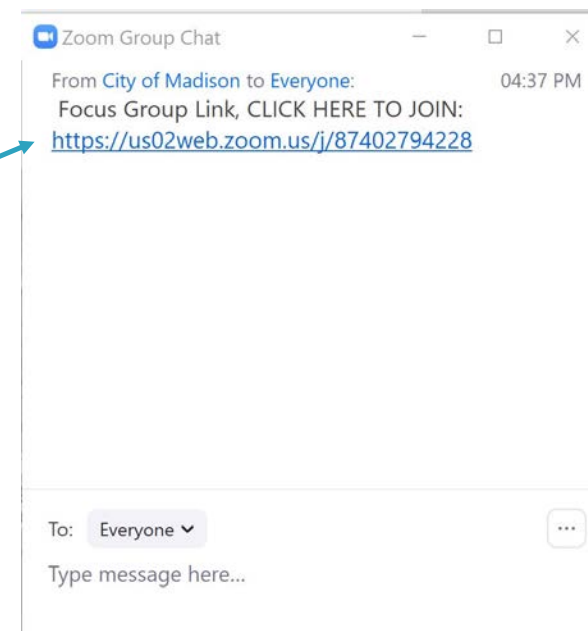 Zoom Group Chat
From City of Madison to Everyone: 04:37 PM
Focus Group Link, CLICK HERE TO JOIN:
https://us02web.zoom.us/j/87402794228
To: Everyone
Type message here...